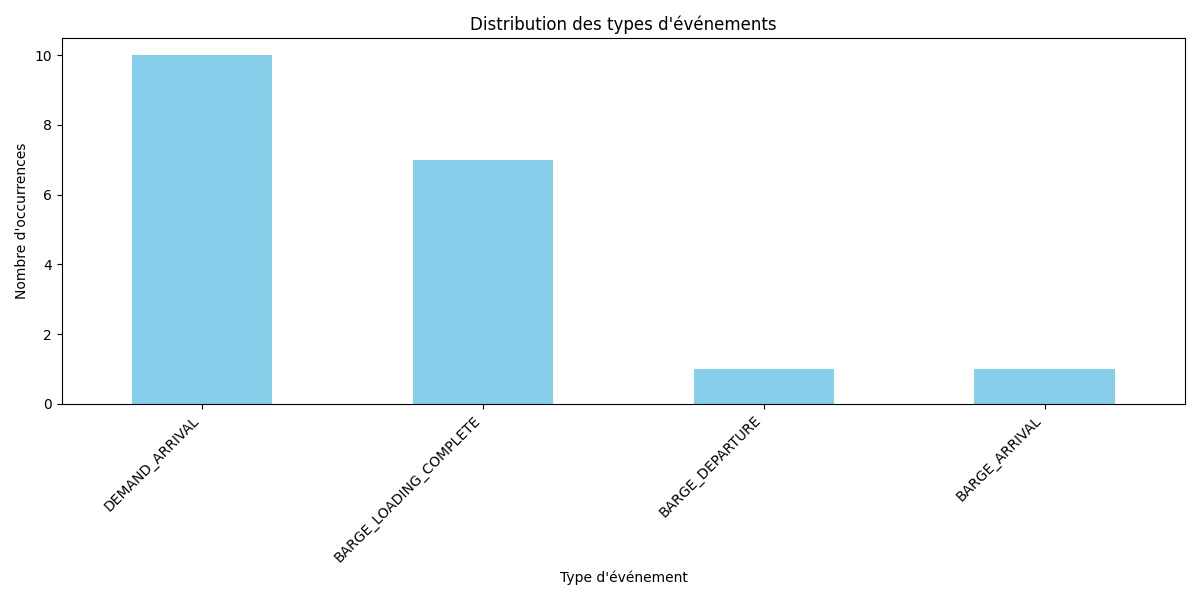 Distribution des types d'événements
Nombre d'occurrences
10
8
6
4
2
0
DEMAND_ARRIVAL
BARGE_LOADING_COMPLETE
BARGE_DEPARTURE
BARGE_ARRIVAL
Type d'événement